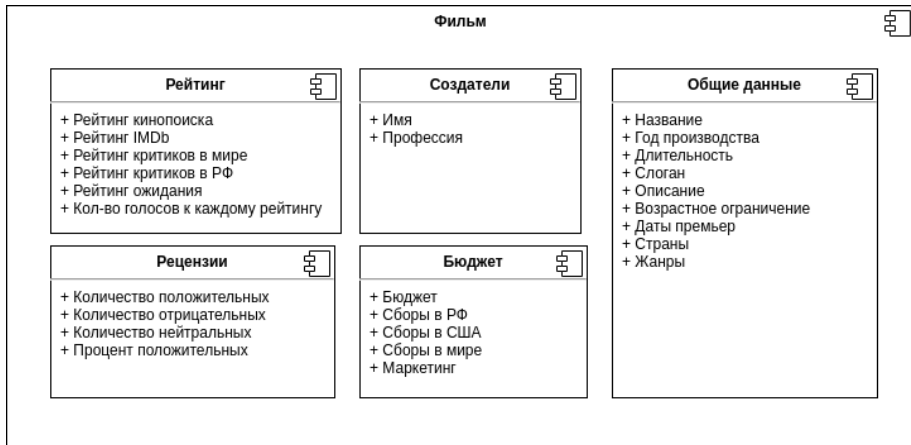 Фильм
Рейтинг
+ Рейтинг кинопоиска
+ Рейтинг IMDb
+ Рейтинг критиков в мире
+ Рейтинг критиков в РФ
+ Рейтинг ожидания
+ Кол-во голосов к каждому рейтингу
Создатели
+ Имя
+ Профессия
Общие данные
+ Название
+ Год производства
+ Длительность
+ Слоган
+ Описание
+ Возрастное ограничение
+ Даты премьер
+ Страны
+ Жанры
Рецензии
+ Количество положительных
+ Количество отрицательных
+ Количество нейтральных
+ Процент положительных
Бюджет
+ Бюджет
+ Сборы в РФ
+ Сборы в США
+ Сборы в мире
+ Маркетинг